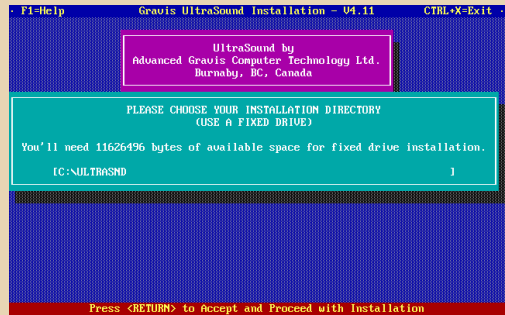 · F1=Help Gravis UltraSound Installation - V4.11 CTRL+X=Exit ·
UltraSound by
Advanced Gravis Computer Technology Ltd.
Burnaby, BC, Canada
PLEASE CHOOSE YOUR INSTALLATION DIRECTORY
(USE A FIXED DRIVE)
You'll need 11626496 bytes of available space for fixed drive installation.
[C:\ULTRASND ]
Press <RETURN> to Accept and Proceed with Installation